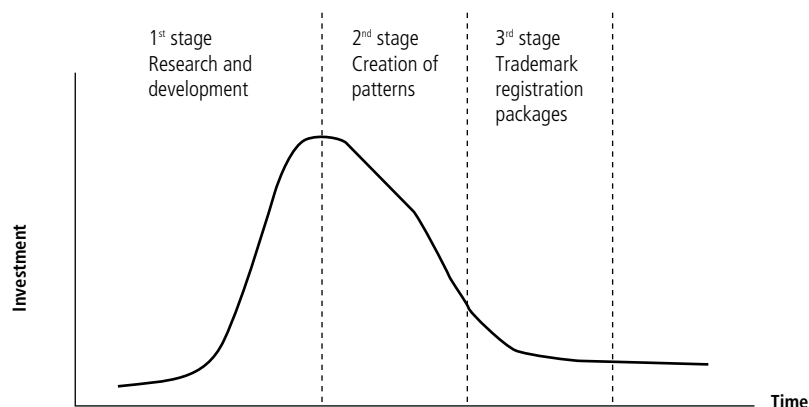 1st stage
Research and
development
2nd stage
Creation of
patterns
3rd stage
Trademark
registration
packages
Investment
Time